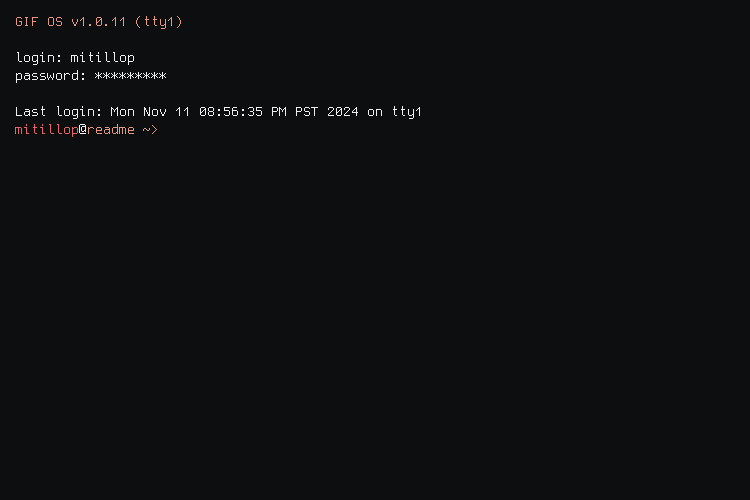 GIF OS v1.0.11 (tty1)
login: mitillop
password: *********
Last login: Mon Nov 11 08:56:35 PM PST 2024 on tty1
mitillop@readme ~>